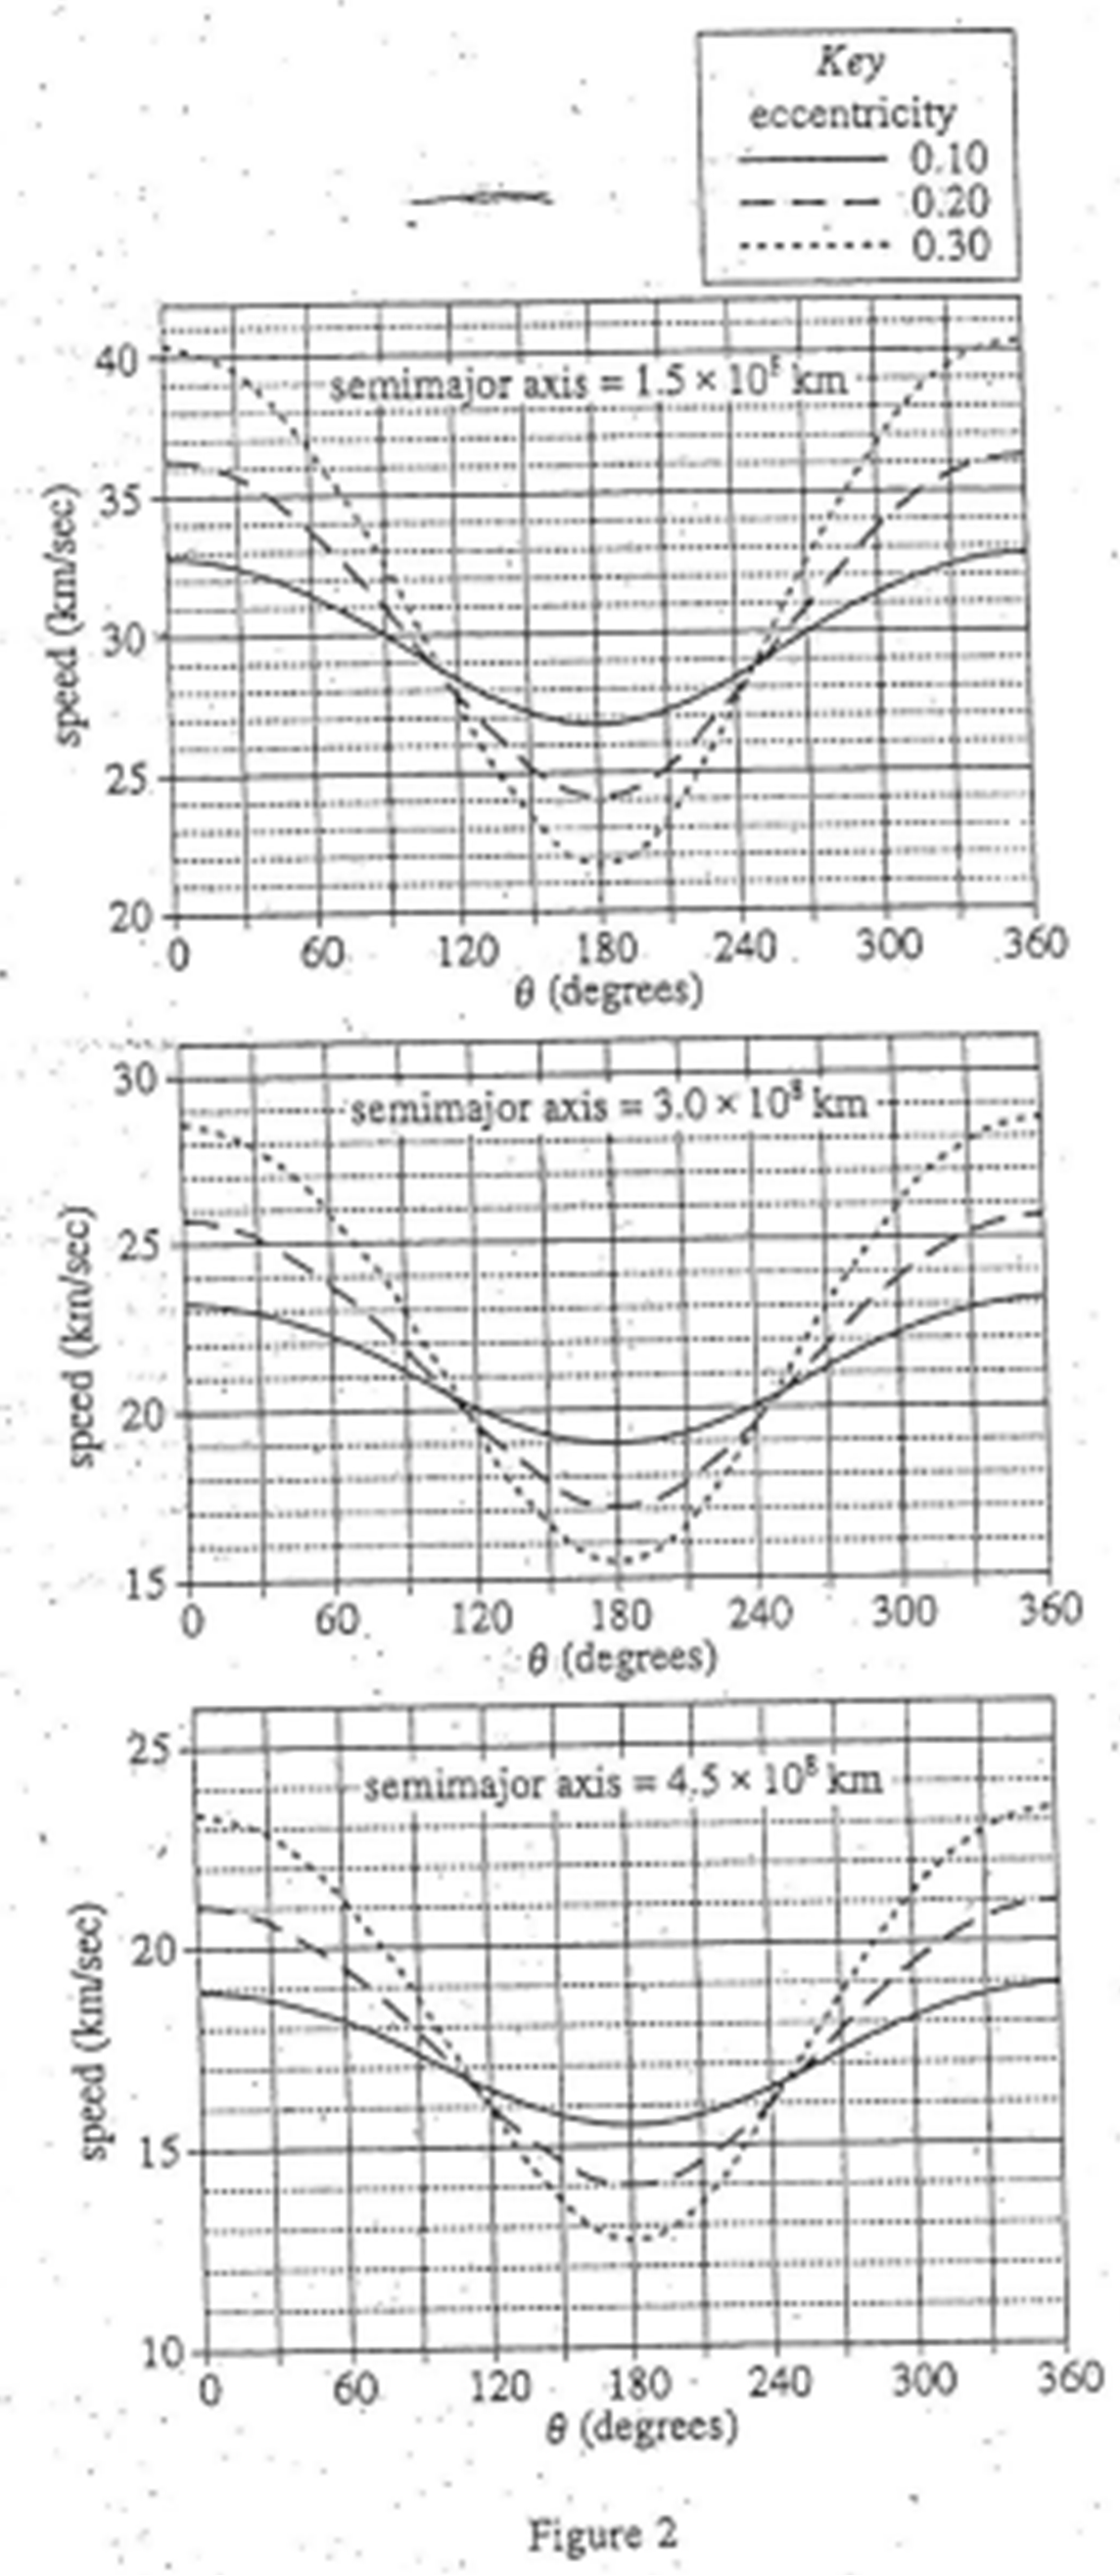 Key
eccentricity
0.10
0.20
0.30
semimajor axis = 1.5 × 10⁸ km
40
35
30
25
20
speed (km/sec)
0 60 120 180 240 300 360
θ (degrees)
semimajor axis = 3.0 × 10⁸ km
30
25
20
15
speed (km/sec)
0 60 120 180 240 300 360
θ (degrees)
semimajor axis = 4.5 × 10⁸ km
25
20
15
10
speed (km/sec)
0 60 120 180 240 300 360
θ (degrees)
Figure 2